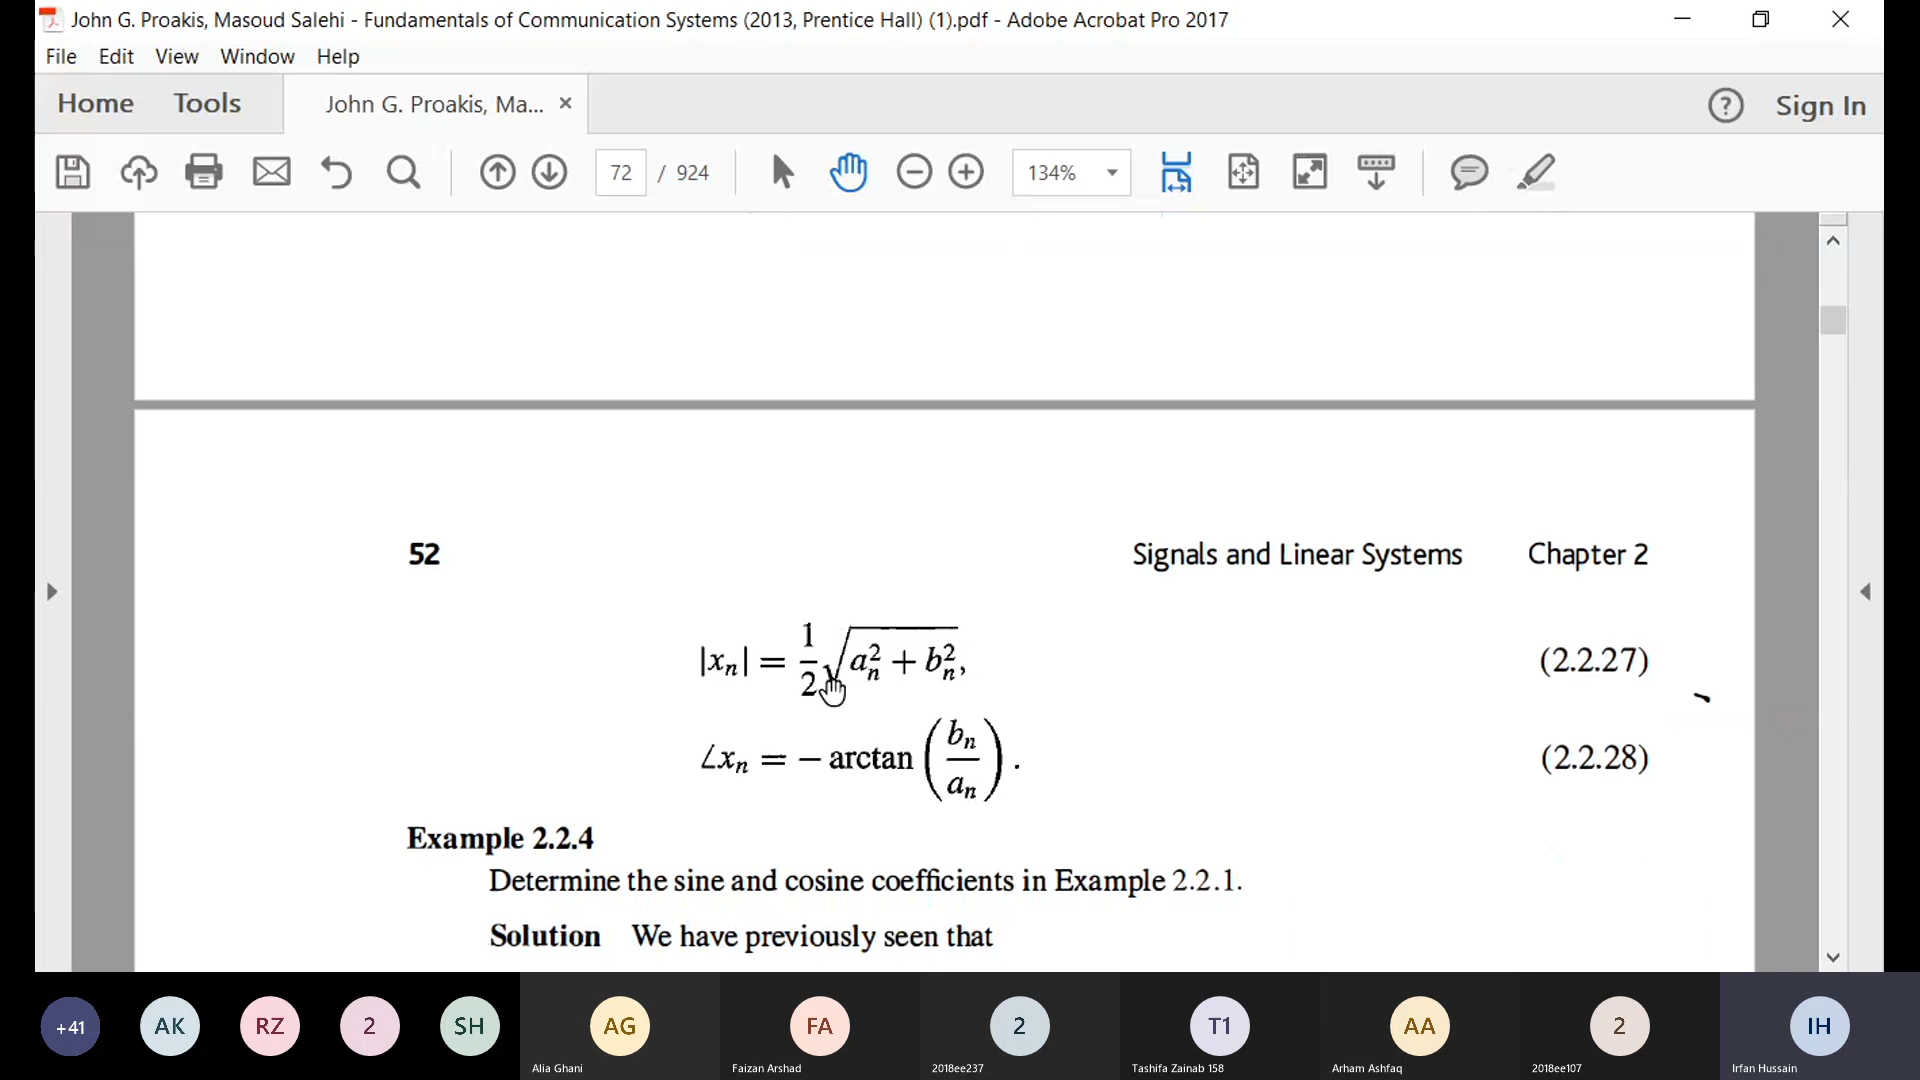 John G. Proakis, Masoud Salehi - Fundamentals of Communication Systems (2013, Prentice Hall) (1).pdf - Adobe Acrobat Pro 2017
File Edit View Window Help
Home Tools John G. Proakis, Ma... × ? Sign In
72 / 924 134%
52 Signals and Linear Systems Chapter 2
|xₙ| = 1/2 √(aₙ² + bₙ²), (2.2.27)
∠xₙ = − arctan (bₙ/aₙ). (2.2.28)
Example 2.2.4
Determine the sine and cosine coefficients in Example 2.2.1.
Solution We have previously seen that
+41 AK RZ 2 SH AG FA 2 T1 AA 2 IH
Alia Ghani Faizan Arshad 2018ee237 Tashifa Zainab 158 Arham Ashfaq 2018ee107 Irfan Hussain